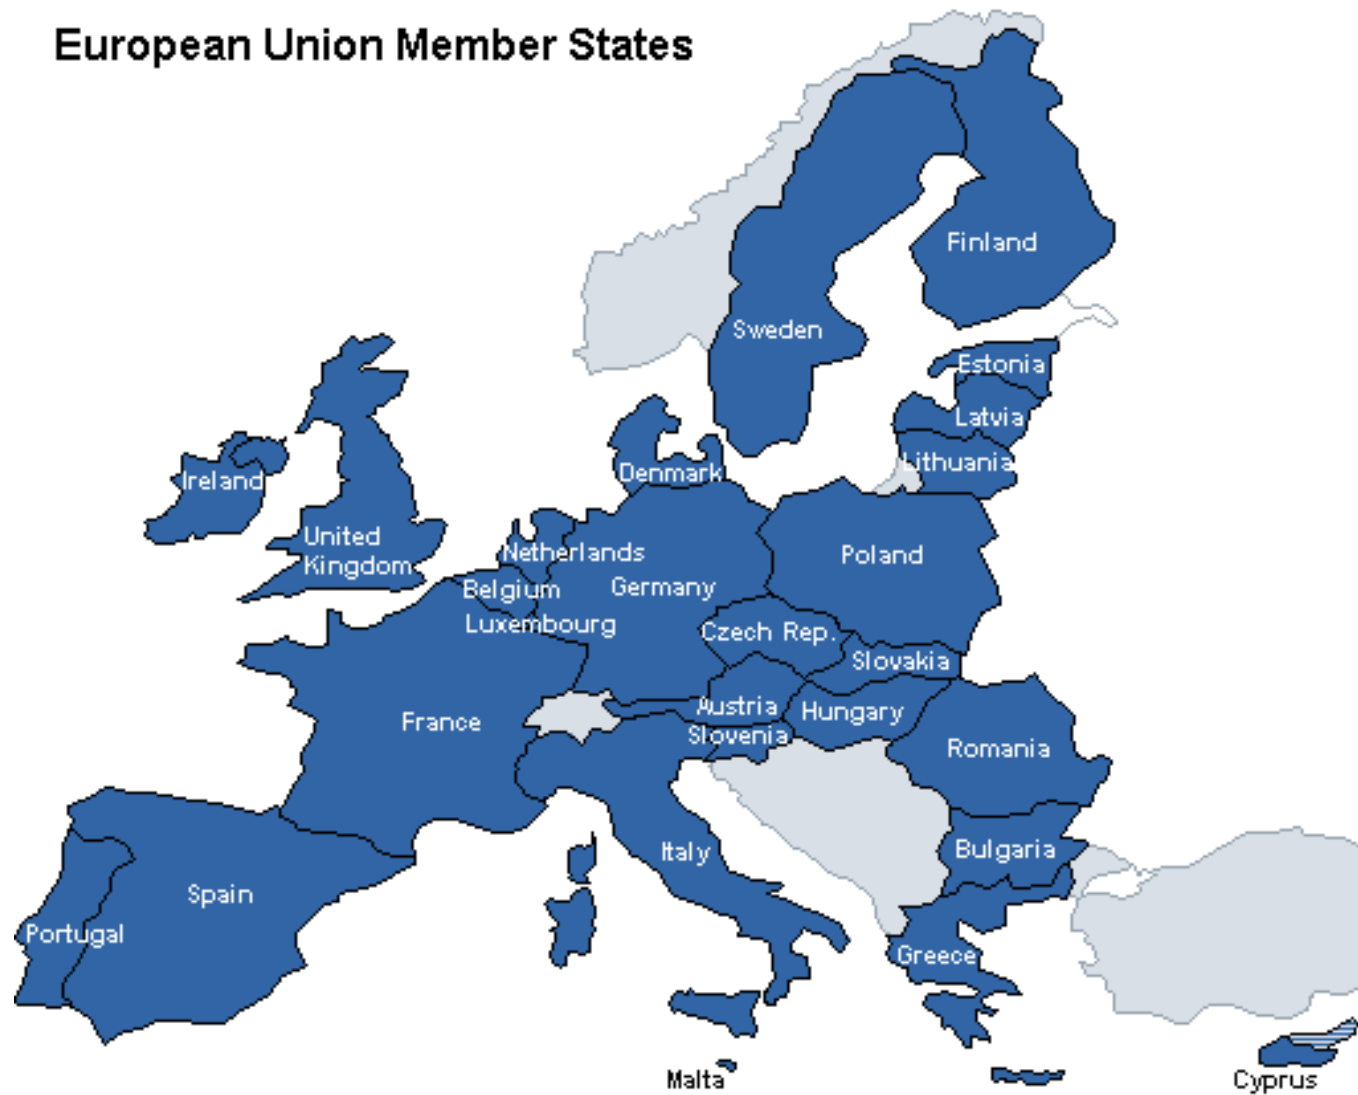 European Union Member States
Finland
Sweden
Estonia
Latvia
Lithuania
Denmark
Ireland
United
Kingdom
Netherlands
Poland
Belgium
Germany
Luxembourg
Czech Rep.
Slovakia
Austria
Hungary
France
Slovenia
Romania
Italy
Bulgaria
Spain
Portugal
Greece
Malta
Cyprus